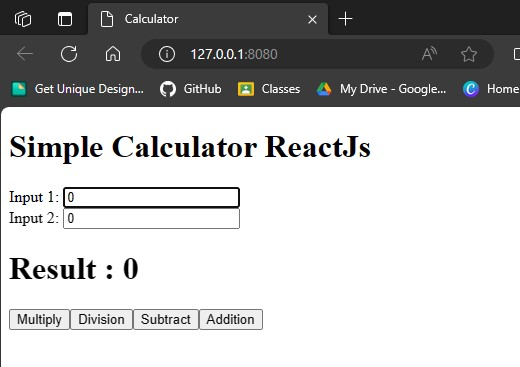 Calculator
127.0.0.1:8080
Get Unique Design... GitHub Classes My Drive - Google... Home
Simple Calculator ReactJs
Input 1: 0
Input 2: 0
Result : 0
Multiply Division Subtract Addition